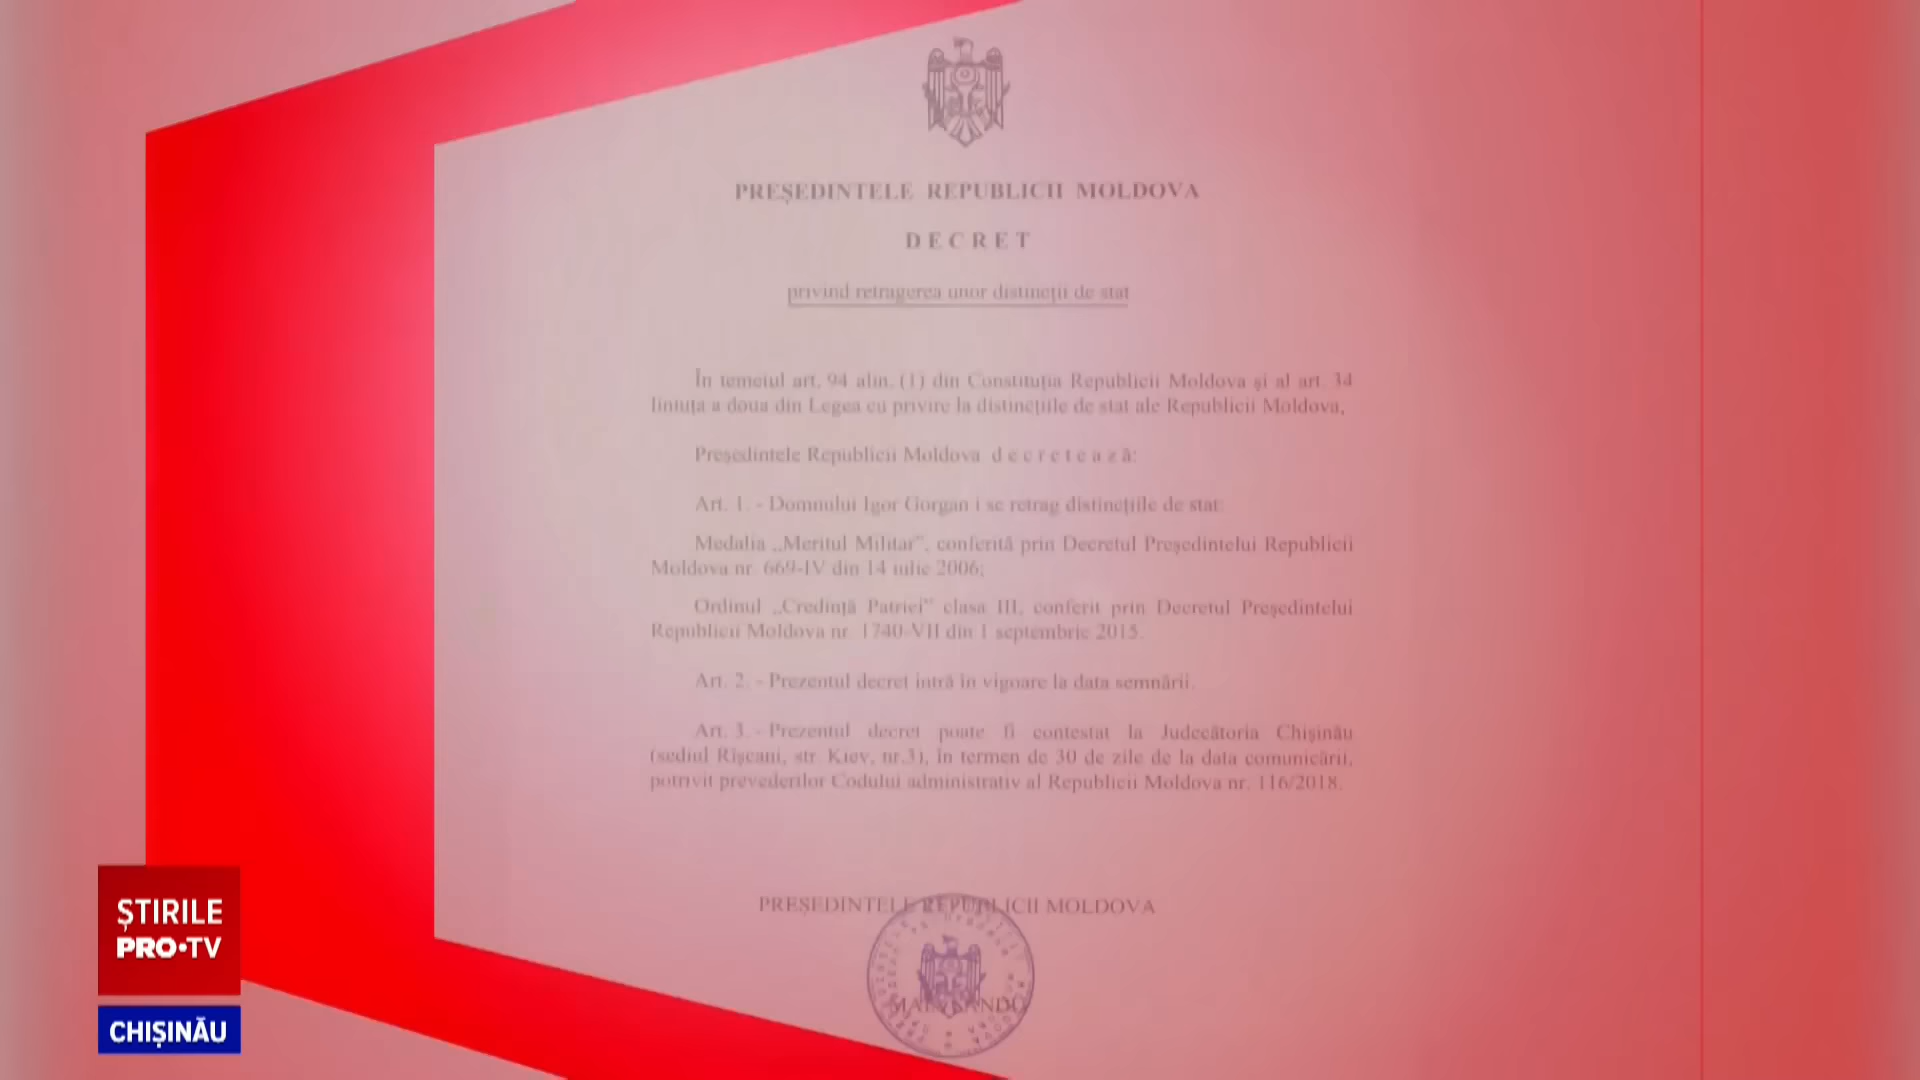 PREȘEDINTELE REPUBLICII MOLDOVA
DECRET
privind retragerea unor distincții de stat
În temeiul art. 94 alin. (1) din Constituția Republicii Moldova și al art. 34
liniuța a doua din Legea cu privire la distincțiile de stat ale Republicii Moldova,
Președintele Republicii Moldova decretează:
Art. 1. - Domnului Igor Gorgan i se retrag distincțiile de stat:
Medalia „Meritul Militar”, conferită prin Decretul Președintelui Republicii
Moldova nr. 669-IV din 14 iulie 2006;
Ordinul „Credință Patriei” clasa III, conferit prin Decretul Președintelui
Republicii Moldova nr. 1740-VII din 1 septembrie 2015.
Art. 2. - Prezentul decret intră în vigoare la data semnării.
Art. 3. - Prezentul decret poate fi contestat la Judecătoria Chișinău
(sediul Rîșcani, str. Kiev, nr.3), în termen de 30 de zile de la data comunicării,
potrivit prevederilor Codului administrativ al Republicii Moldova nr. 116/2018.
PREȘEDINTELE REPUBLICII MOLDOVA
MAIA SANDU
ȘTIRILE
PRO•TV
CHIȘINĂU